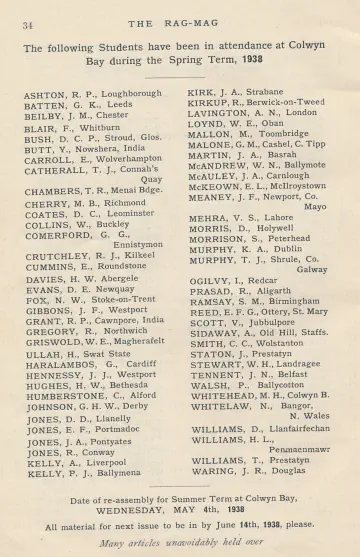 34
THE RAG-MAG
The following Students have been in attendance at Colwyn
Bay during the Spring Term, 1938
ASHTON, R. P., Loughborough
BATTEN, G. K., Leeds
BEILBY, J. M., Chester
BLAIR, F., Whitburn
BUSH, D. C. P., Stroud, Glos.
BUTT, Y., Nowshera, India
CARROLL, E., Wolverhampton
CATHERALL, T. J., Connah's
Quay
CHAMBERS, T. R., Menai Bdge.
CHERRY, M. B., Richmond
COATES, D. C., Leominster
COLLINS, W., Buckley
COMERFORD, G. G.,
Ennistymon
CRUTCHLEY, R. J., Kilkeel
CUMMINS, E., Roundstone
DAVIES, H. W. Abergele
EVANS, D. E. Newquay
FOX, N. W., Stoke-on-Trent
GIBBONS, J. F., Westport
GRANT, R. P., Cawnpore, India
GREGORY, R., Northwich
GRISWOLD, W. E., Magherafelt
ULLAH, H., Swat State
HARALAMBOS, G., Cardiff
HENNESSY, J. J., Westport
HUGHES, H. W., Bethesda
HUMBERSTONE, C., Alford
JOHNSON, G. H. W., Derby
JONES, D. D., Llanelly
JONES, E. F., Portmadoc
JONES, J. A., Pontyates
JONES, R., Conway
KELLY, A., Liverpool
KELLY, P. J., Ballymena
KIRK, J. A., Strabane
KIRKUP, R., Berwick-on-Tweed
LAVINGTON, A. N., London
LOYND, W. E., Oban
MALLON, M., Toombridge
MALONE, G. M., Cashel, C. Tipp
MARTIN, J. A., Basrah
McANDREW, W. N., Ballymote
McAULEY, J. A., Carnlough
McKEOWN, E. L., McIlroystown
MEANEY, J. F., Newport, Co.
Mayo
MEHRA, V. S., Lahore
MORRIS, D., Holywell
MORRISON, S., Peterhead
MURPHY, K. A., Dublin
MURPHY, T. J., Shrule, Co.
Galway
OGILVY, I., Redcar
PRASAD, R., Aligarth
RAMSAY, S. M., Birmingham
REED, E. F. G., Ottery, St. Mary
SCOTT, V., Jubbulpore
SIDAWAY, A., Old Hill, Staffs.
SMITH, C. C., Wolstanton
STATON, J., Prestatyn
STEWART, W. H., Landragee
TENNENT, J. N., Belfast
WALSH, P., Ballycotton
WHITEHEAD, M. H., Colwyn B.
WHITELAW, N., Bangor,
N. Wales
WILLIAMS, D., Llanfairfechan
WILLIAMS, H. L.,
Penmaenmawr
WILLIAMS, T., Prestatyn
WARING, J. R., Douglas
Date of re-assembly for Summer Term at Colwyn Bay,
WEDNESDAY, MAY 4th, 1938
All material for next issue to be in by June 14th, 1938, please.
Many articles unavoidably held over